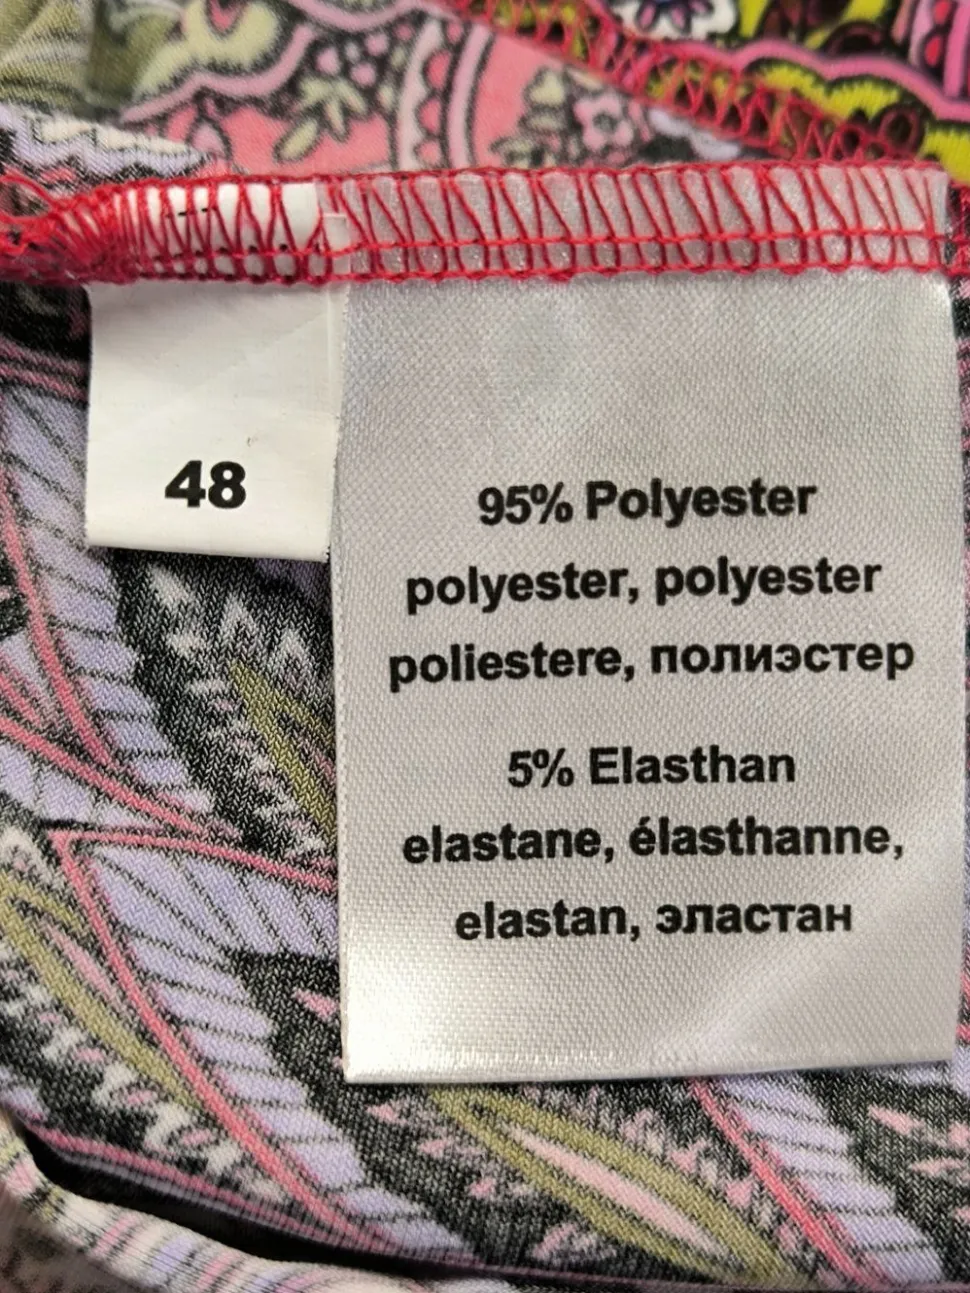 48
95% Polyester
polyester, polyester
poliestere, полиэстер
5% Elasthan
elastane, élasthanne,
elastan, эластан